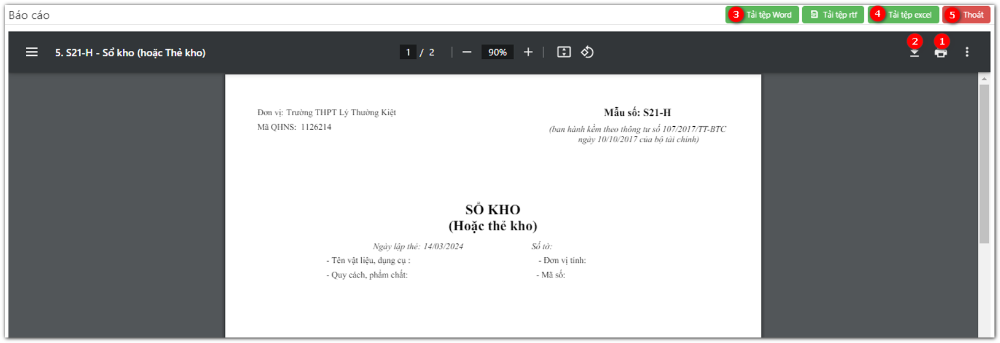 Báo cáo
3 Tải tệp Word
Tải tệp rtf
4 Tải tệp excel
5 Thoát
5. S21-H - Sổ kho (hoặc Thẻ kho)
1 / 2
90%
2
1
Đơn vị: Trường THPT Lý Thường Kiệt
Mã QHNS: 1126214
Mẫu số: S21-H
(ban hành kềm theo thông tư số 107/2017/TT-BTC
ngày 10/10/2017 của bộ tài chính)
SỔ KHO
(Hoặc thẻ kho)
Ngày lập thẻ: 14/03/2024 Số tờ:
- Tên vật liệu, dụng cụ : - Đơn vị tính:
- Quy cách, phẩm chất: - Mã số: